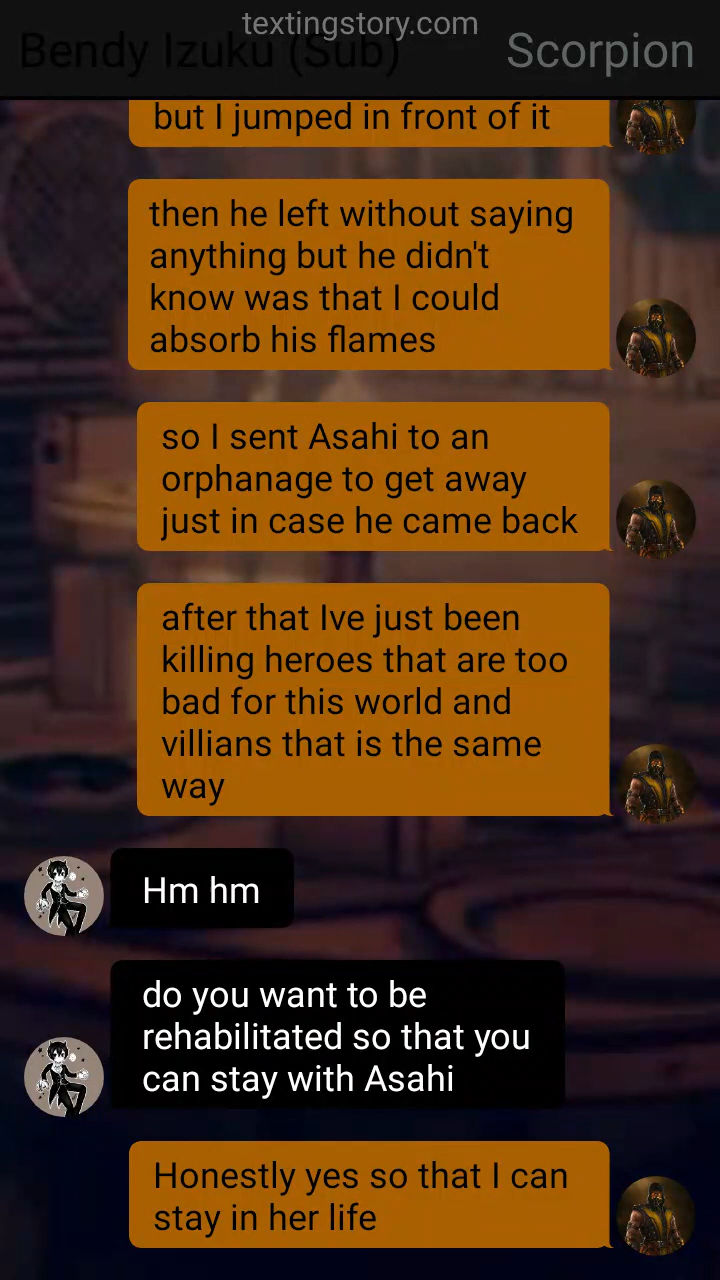 textingstory.com
Bendy Izuku (Sub)
Scorpion
but I jumped in front of it
then he left without saying
anything but he didn't
know was that I could
absorb his flames
so I sent Asahi to an
orphanage to get away
just in case he came back
after that Ive just been
killing heroes that are too
bad for this world and
villians that is the same
way
Hm hm
do you want to be
rehabilitated so that you
can stay with Asahi
Honestly yes so that I can
stay in her life